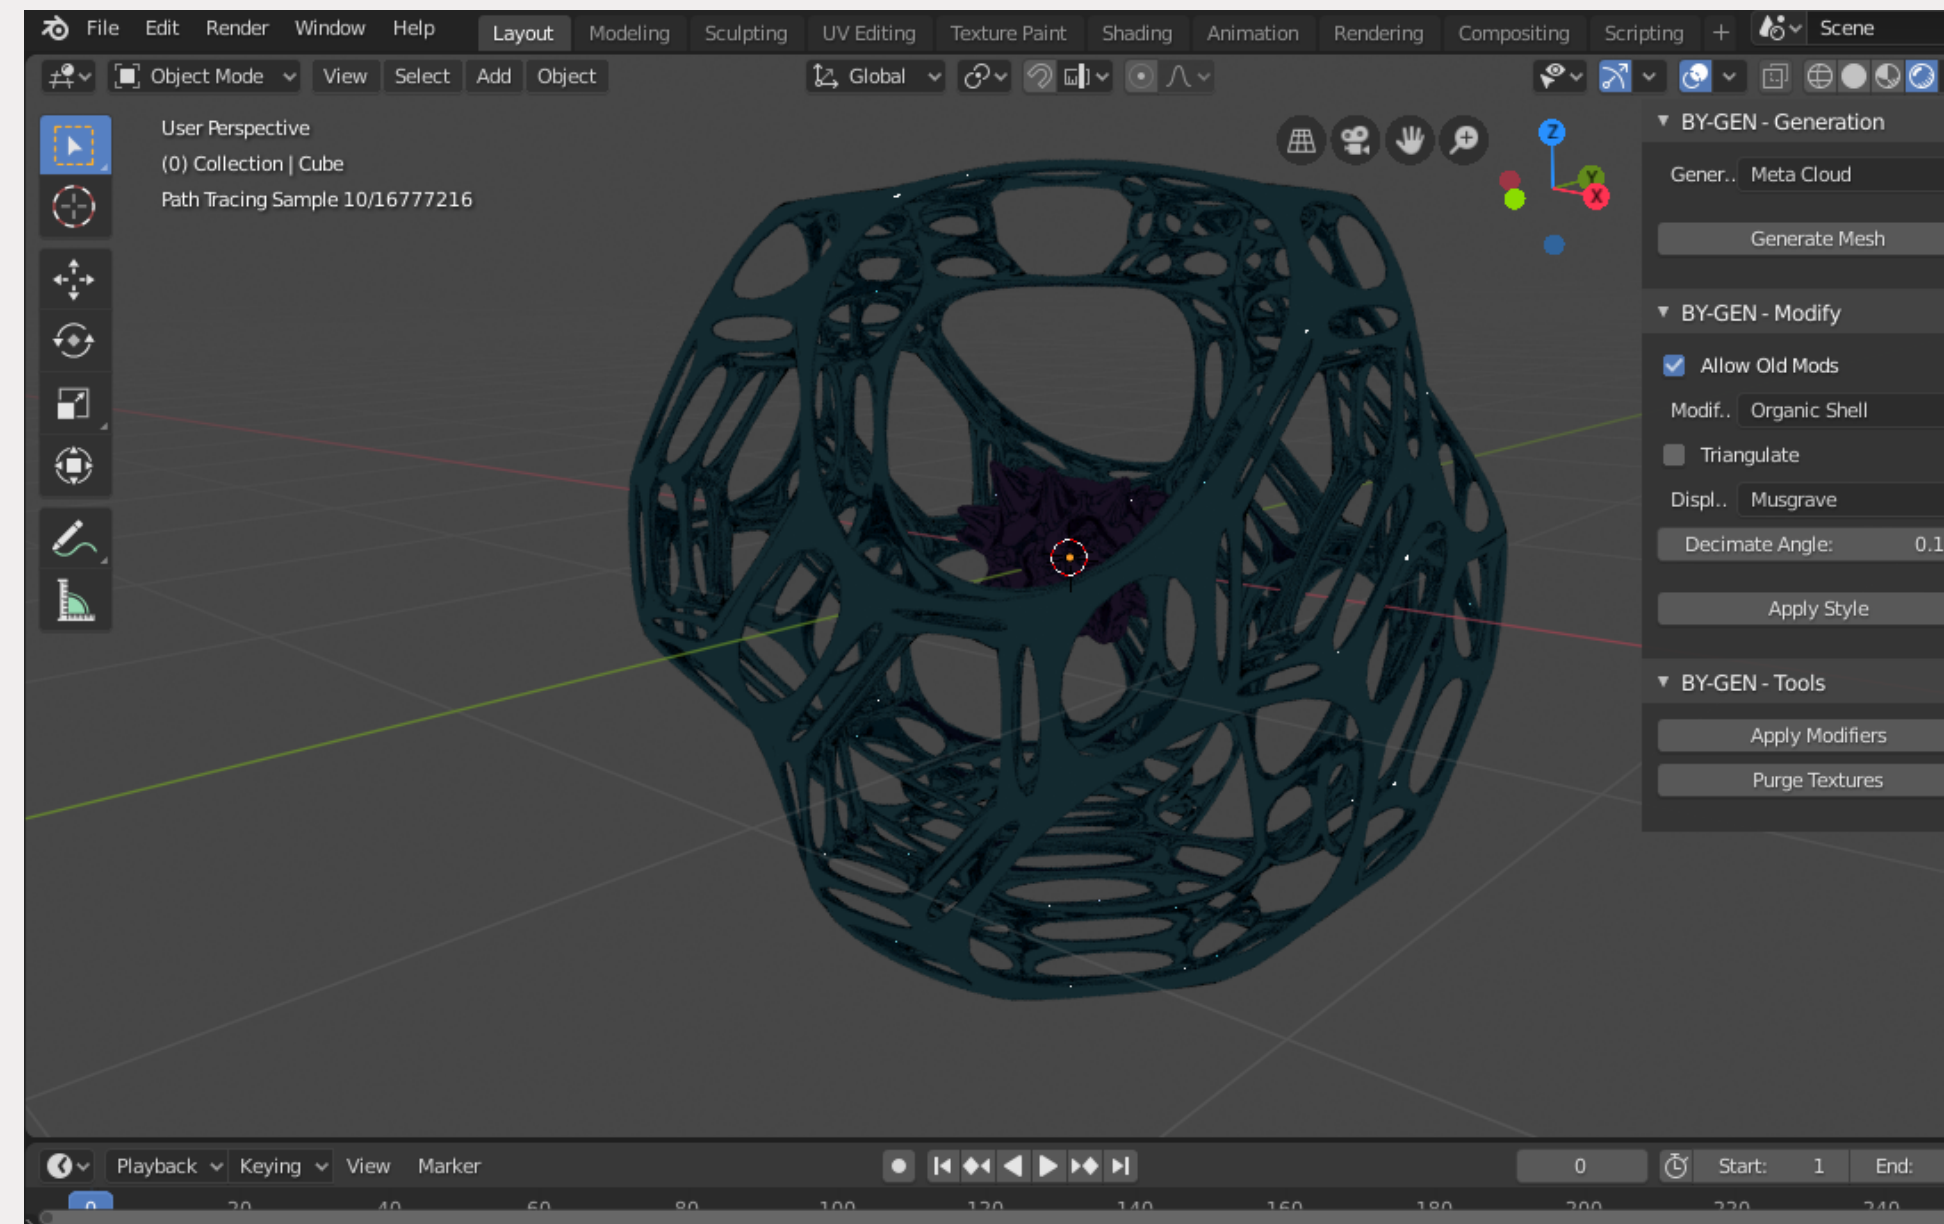 File Edit Render Window Help Layout Modeling Sculpting UV Editing Texture Paint Shading Animation Rendering Compositing Scripting + Scene
Object Mode View Select Add Object Global
User Perspective
(0) Collection | Cube
Path Tracing Sample 10/16777216
Z
Y
X
BY-GEN - Generation
Gener.. Meta Cloud
Generate Mesh
BY-GEN - Modify
Allow Old Mods
Modif.. Organic Shell
Triangulate
Displ.. Musgrave
Decimate Angle: 0.1
Apply Style
BY-GEN - Tools
Apply Modifiers
Purge Textures
Playback Keying View Marker 0 Start: 1 End:
0 20 40 60 80 100 120 140 160 180 200 220 240